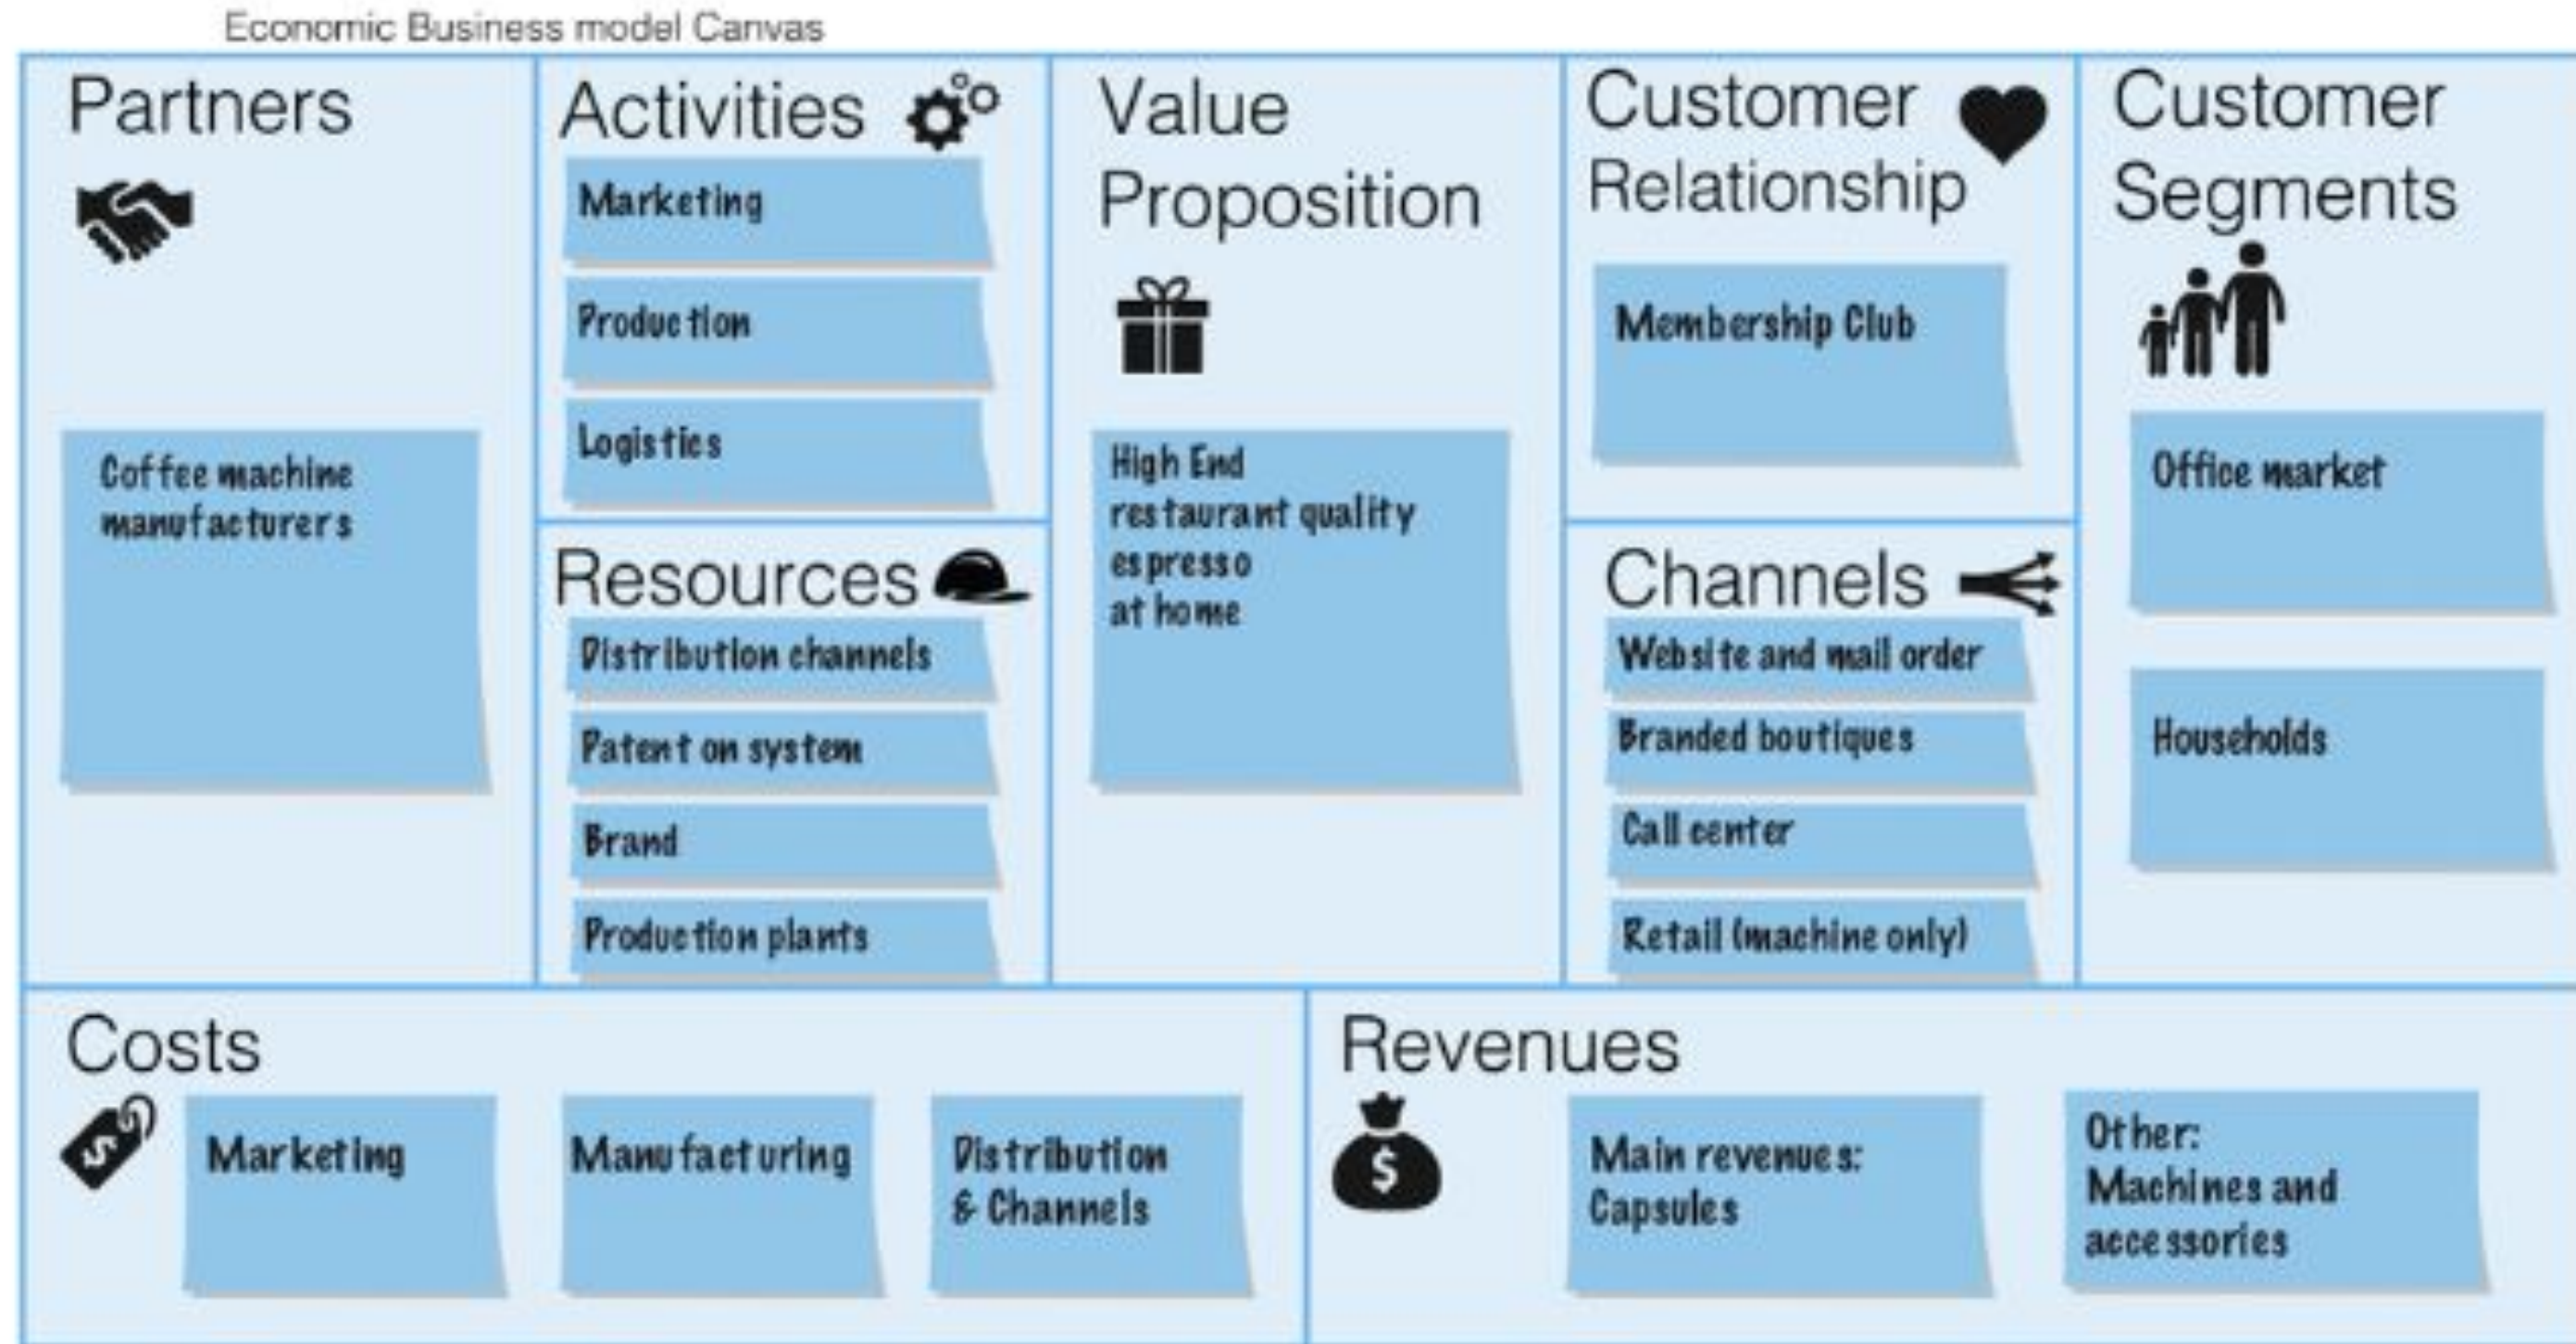 Economic Business model Canvas
Partners
Coffee machine
manufacturers
Activities
Marketing
Production
Logistics
Resources
Distribution channels
Patent on system
Brand
Production plants
Value
Proposition
High End
restaurant quality
espresso
at home
Customer
Relationship
Membership Club
Channels
Website and mail order
Branded boutiques
Call center
Retail (machine only)
Customer
Segments
Office market
Households
Costs
$
Marketing
Manufacturing
Distribution
& Channels
Revenues
$
Main revenues:
Capsules
Other:
Machines and
accessories